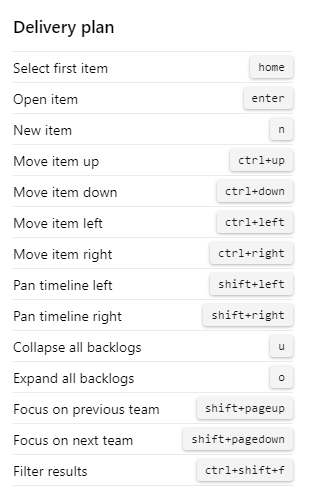 Delivery plan
Select first item home
Open item enter
New item n
Move item up ctrl+up
Move item down ctrl+down
Move item left ctrl+left
Move item right ctrl+right
Pan timeline left shift+left
Pan timeline right shift+right
Collapse all backlogs u
Expand all backlogs o
Focus on previous team shift+pageup
Focus on next team shift+pagedown
Filter results ctrl+shift+f